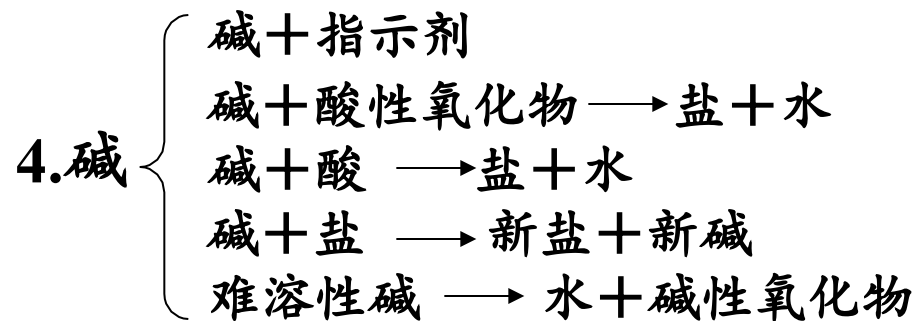 碱＋指示剂
碱＋酸性氧化物→盐＋水
4.碱
碱＋酸→盐＋水
碱＋盐→新盐＋新碱
难溶性碱→水＋碱性氧化物